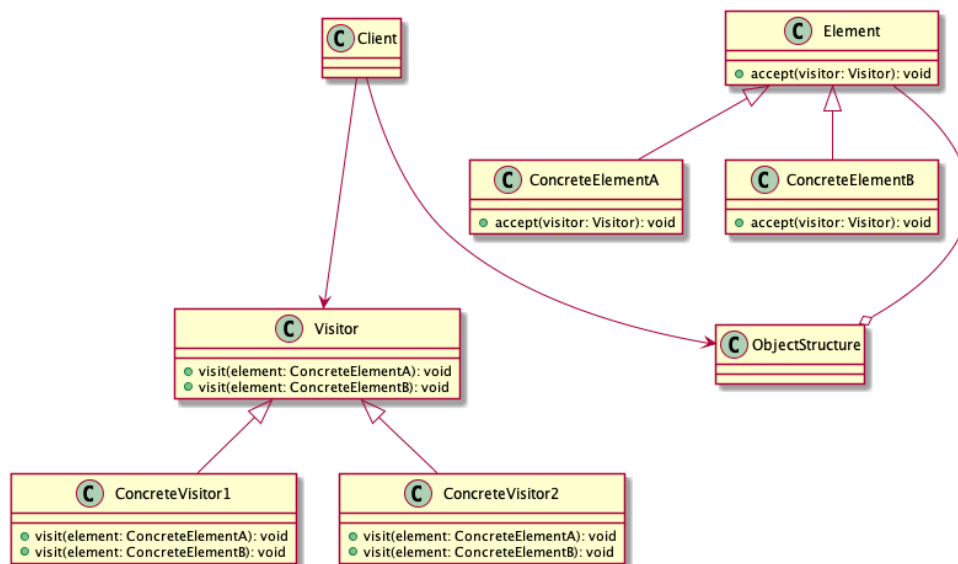 C Client
C Element
accept(visitor: Visitor): void
C ConcreteElementA
accept(visitor: Visitor): void
C ConcreteElementB
accept(visitor: Visitor): void
C Visitor
visit(element: ConcreteElementA): void
visit(element: ConcreteElementB): void
C ObjectStructure
C ConcreteVisitor1
visit(element: ConcreteElementA): void
visit(element: ConcreteElementB): void
C ConcreteVisitor2
visit(element: ConcreteElementA): void
visit(element: ConcreteElementB): void